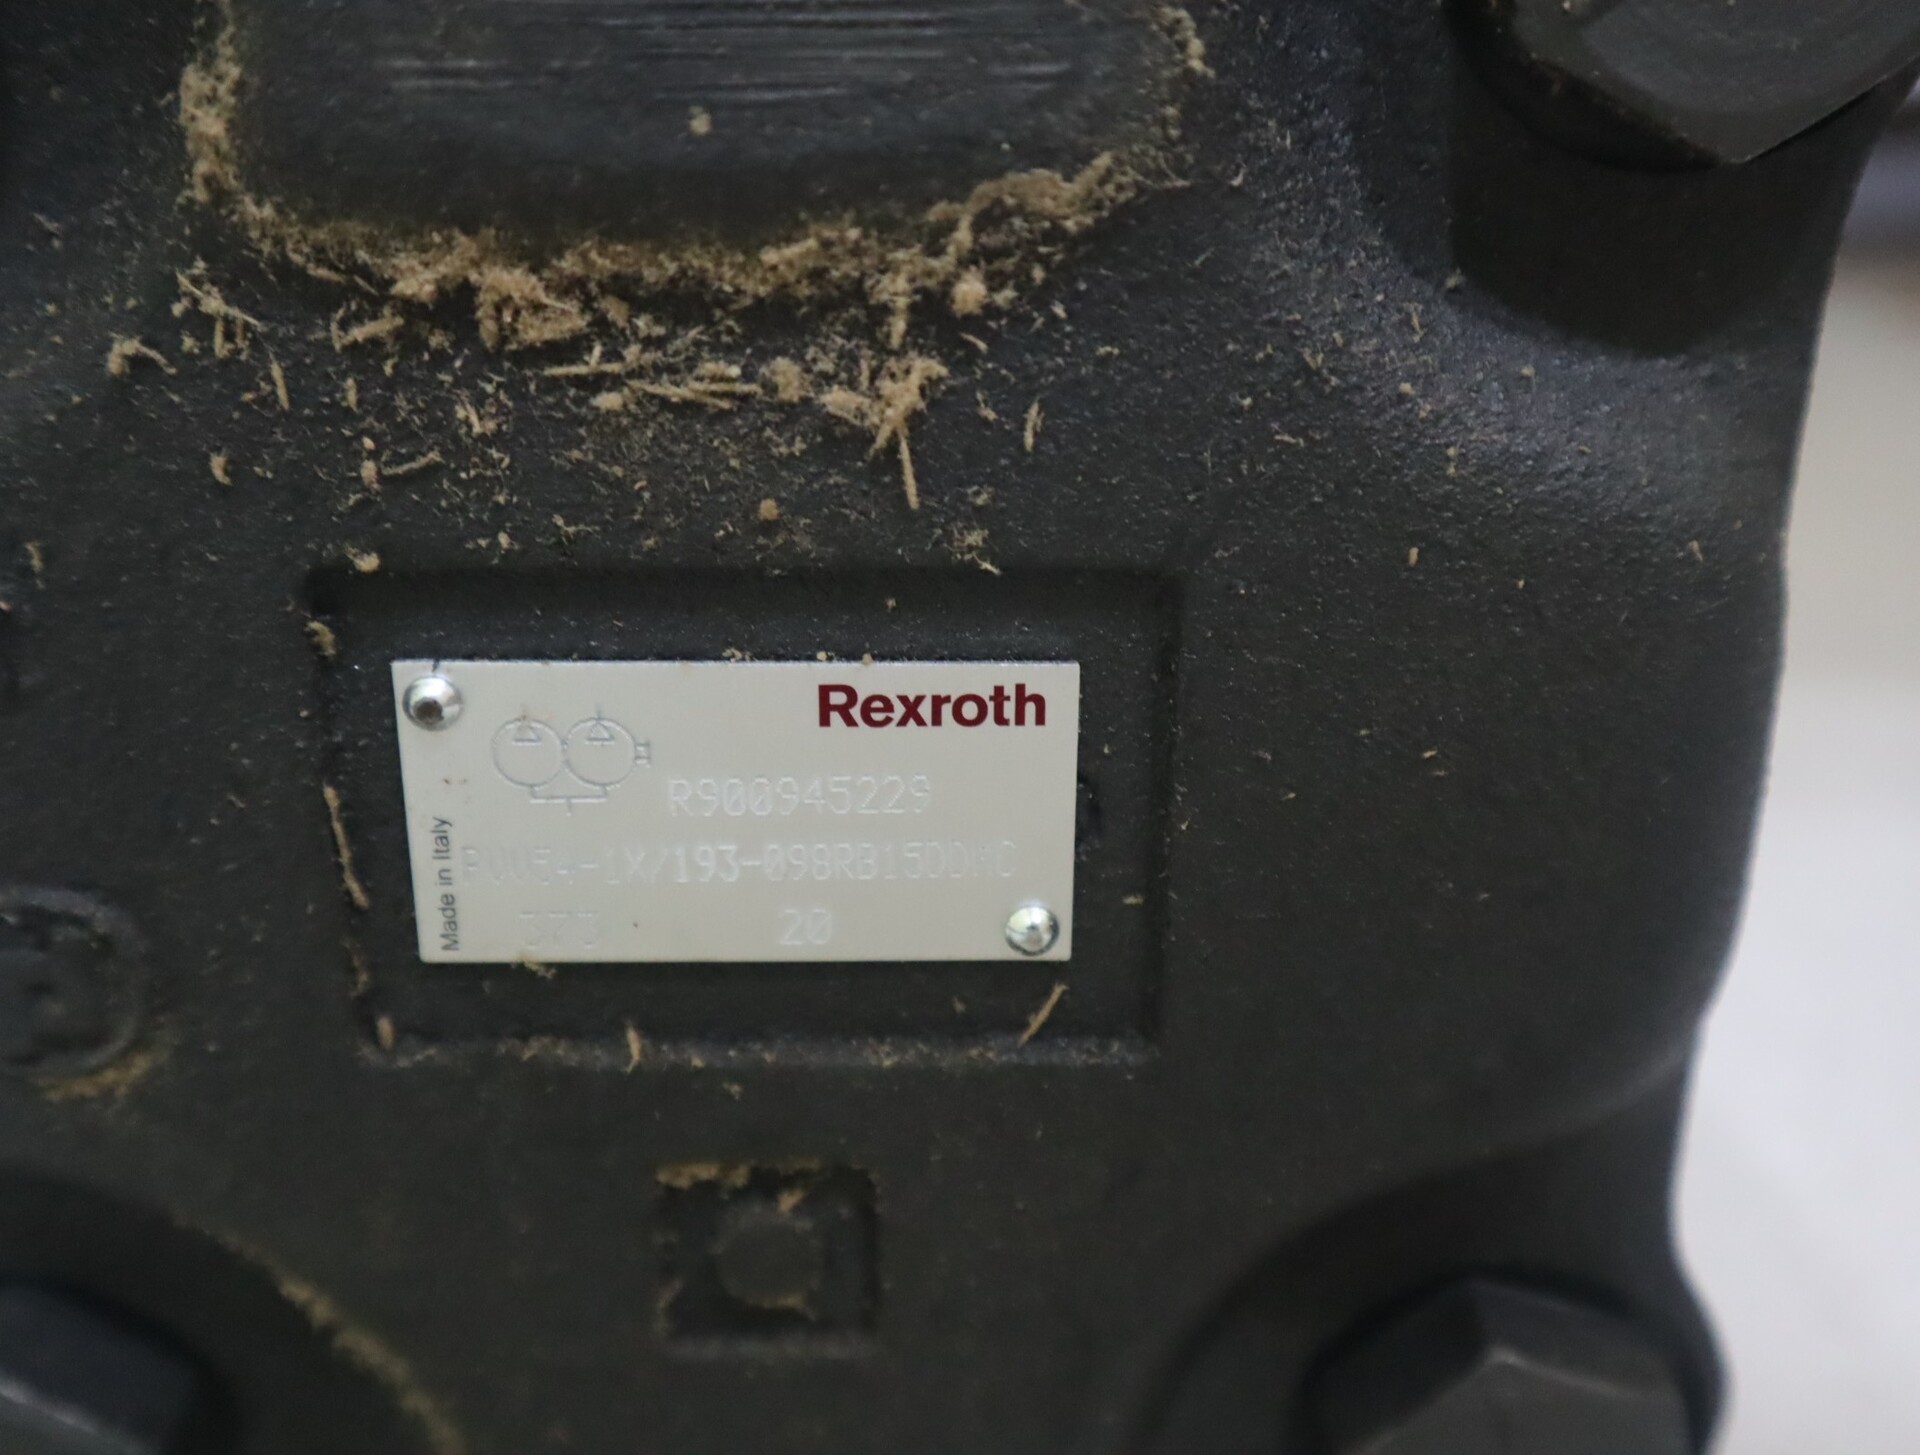 Rexroth
R900945229
PVV54-1X/193-098RB15DDMC
20
Made in Italy